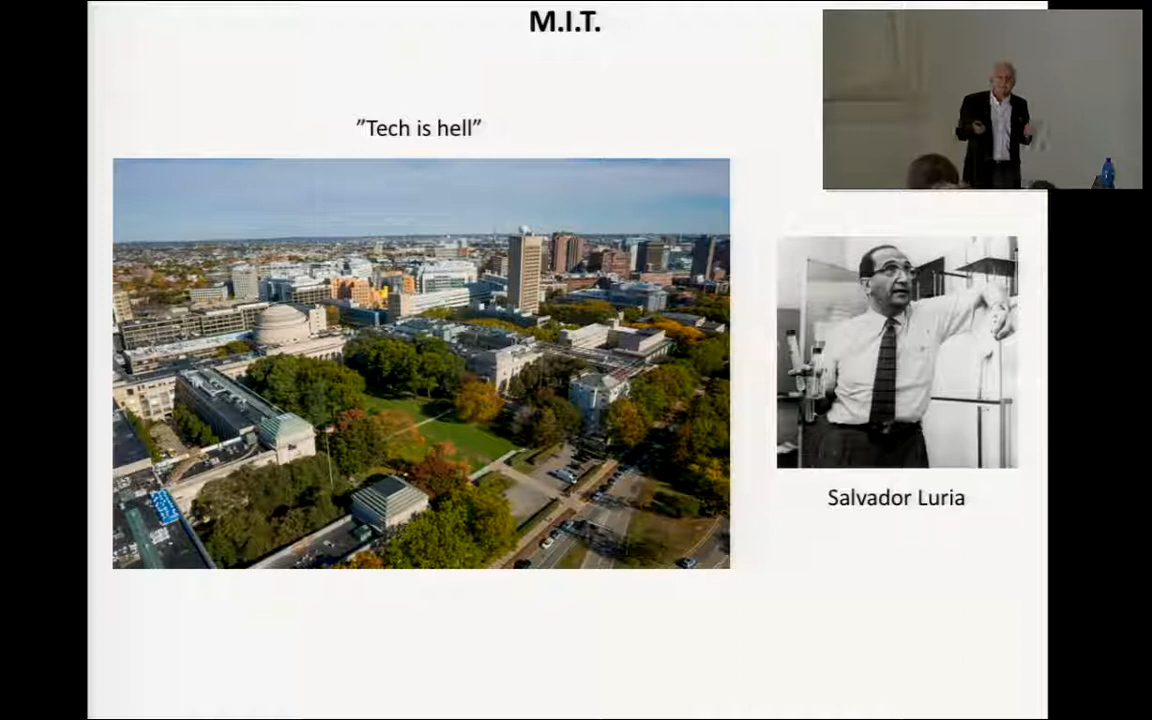 M.I.T.
”Tech is hell”
Salvador Luria